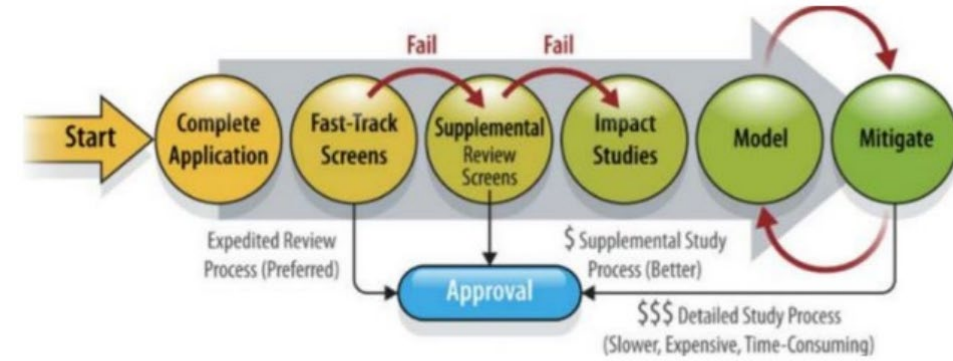 Fail
Fail
Start
Complete
Application
Fast-Track
Screens
Supplemental
Review
Screens
Impact
Studies
Model
Mitigate
Expedited Review
Process (Preferred)
$ Supplemental Study
Process (Better)
Approval
$$$ Detailed Study Process
(Slower, Expensive, Time-Consuming)